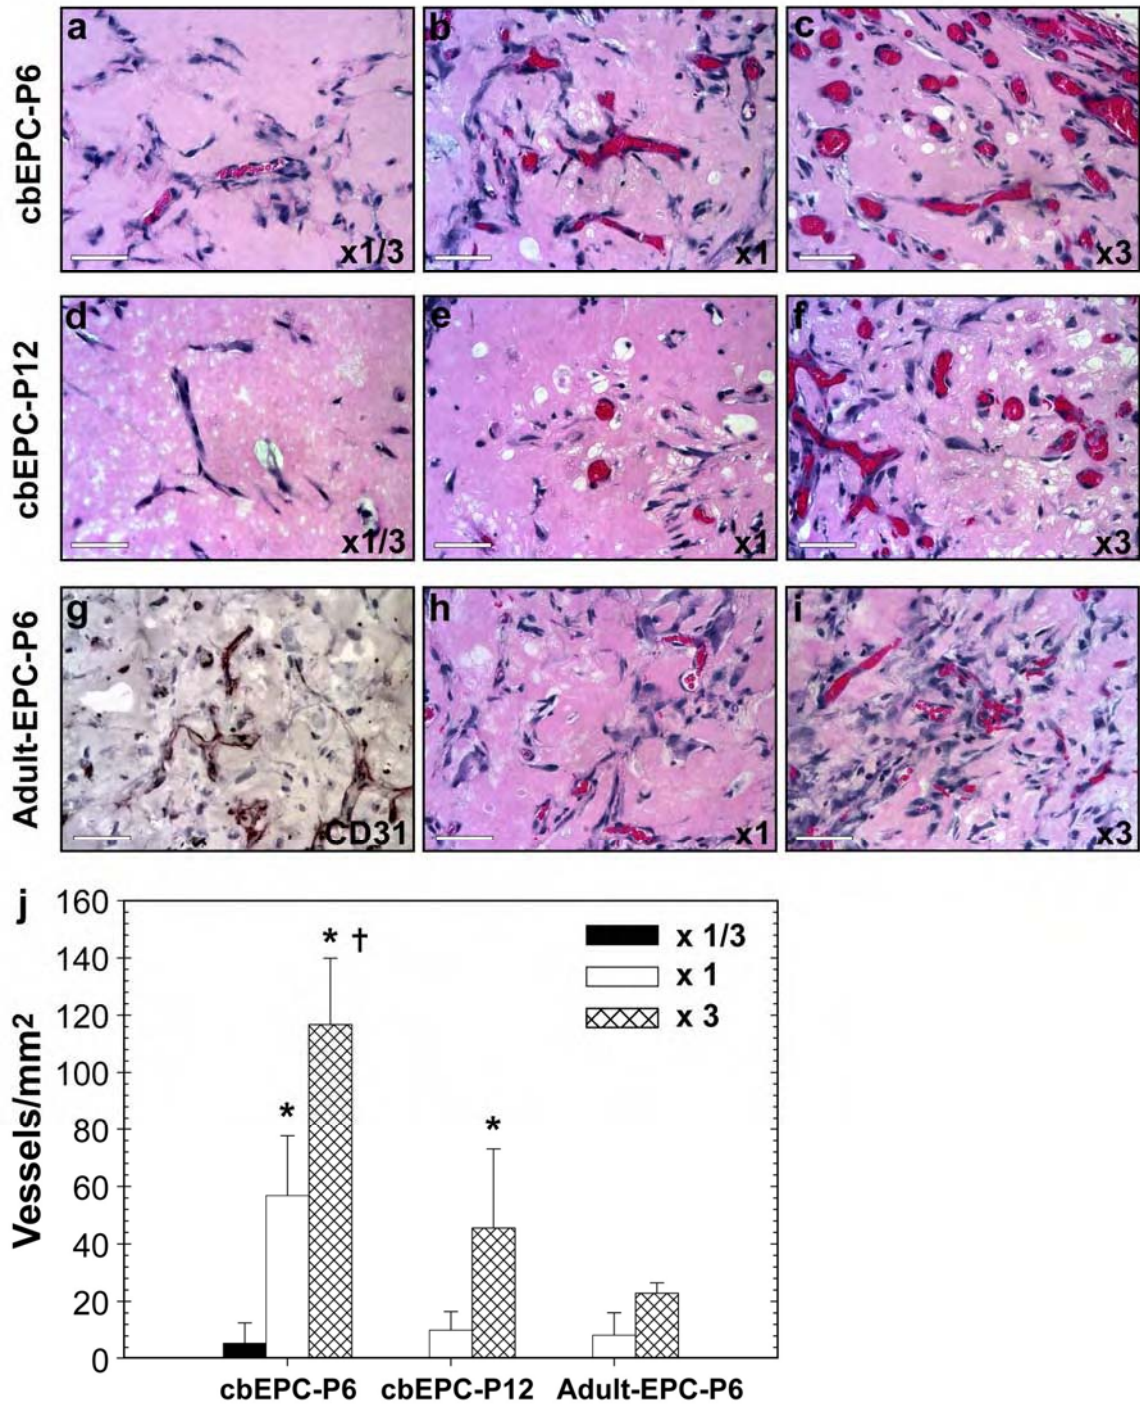 a
b
c
cbEPC-P6
x1/3
x1
x3
d
e
f
cbEPC-P12
x1/3
x1
x3
g
h
i
Adult-EPC-P6
CD31
x1
x3
j
160
140
120
100
80
60
40
20
0
Vessels/mm²
* †
*
*
x 1/3
x 1
x 3
cbEPC-P6 cbEPC-P12 Adult-EPC-P6